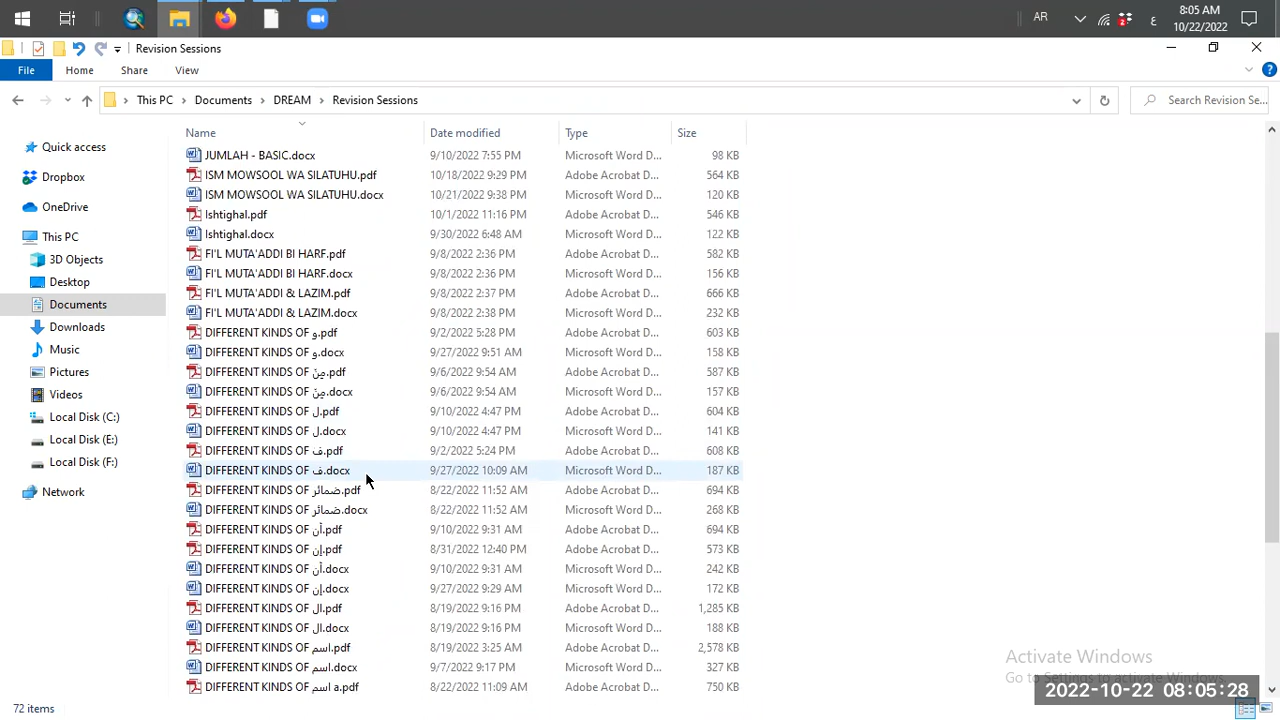 AR
ع
8:05 AM
10/22/2022
Revision Sessions
File Home Share View
This PC Documents DREAM Revision Sessions
Search Revision Se...
Name Date modified Type Size
Quick access
Dropbox
OneDrive
This PC
3D Objects
Desktop
Documents
Downloads
Music
Pictures
Videos
Local Disk (C:)
Local Disk (E:)
Local Disk (F:)
Network
JUMLAH - BASIC.docx 9/10/2022 7:55 PM Microsoft Word D... 98 KB
ISM MOWSOOL WA SILATUHU.pdf 10/18/2022 9:29 PM Adobe Acrobat D... 564 KB
ISM MOWSOOL WA SILATUHU.docx 10/21/2022 9:38 PM Microsoft Word D... 120 KB
Ishtighal.pdf 10/1/2022 11:16 PM Adobe Acrobat D... 546 KB
Ishtighal.docx 9/30/2022 6:48 AM Microsoft Word D... 122 KB
FI'L MUTA'ADDI BI HARF.pdf 9/8/2022 2:36 PM Adobe Acrobat D... 582 KB
FI'L MUTA'ADDI BI HARF.docx 9/8/2022 2:36 PM Microsoft Word D... 156 KB
FI'L MUTA'ADDI & LAZIM.pdf 9/8/2022 2:37 PM Adobe Acrobat D... 666 KB
FI'L MUTA'ADDI & LAZIM.docx 9/8/2022 2:38 PM Microsoft Word D... 232 KB
DIFFERENT KINDS OF و.pdf 9/2/2022 5:28 PM Adobe Acrobat D... 603 KB
DIFFERENT KINDS OF و.docx 9/27/2022 9:51 AM Microsoft Word D... 158 KB
DIFFERENT KINDS OF مِنْ.pdf 9/6/2022 9:54 AM Adobe Acrobat D... 587 KB
DIFFERENT KINDS OF مِنْ.docx 9/6/2022 9:54 AM Microsoft Word D... 157 KB
DIFFERENT KINDS OF ل.pdf 9/10/2022 4:47 PM Adobe Acrobat D... 604 KB
DIFFERENT KINDS OF ل.docx 9/10/2022 4:47 PM Microsoft Word D... 141 KB
DIFFERENT KINDS OF ف.pdf 9/2/2022 5:24 PM Adobe Acrobat D... 608 KB
DIFFERENT KINDS OF ف.docx 9/27/2022 10:09 AM Microsoft Word D... 187 KB
DIFFERENT KINDS OF ضمائر.pdf 8/22/2022 11:52 AM Adobe Acrobat D... 694 KB
DIFFERENT KINDS OF ضمائر.docx 8/22/2022 11:52 AM Microsoft Word D... 268 KB
DIFFERENT KINDS OF أن.pdf 9/10/2022 9:31 AM Adobe Acrobat D... 694 KB
DIFFERENT KINDS OF إن.pdf 8/31/2022 12:40 PM Adobe Acrobat D... 573 KB
DIFFERENT KINDS OF أن.docx 9/10/2022 9:31 AM Microsoft Word D... 242 KB
DIFFERENT KINDS OF إن.docx 9/27/2022 9:29 AM Microsoft Word D... 172 KB
DIFFERENT KINDS OF ال.pdf 8/19/2022 9:16 PM Adobe Acrobat D... 1,285 KB
DIFFERENT KINDS OF ال.docx 8/19/2022 9:16 PM Microsoft Word D... 188 KB
DIFFERENT KINDS OF اسم.pdf 8/19/2022 3:25 AM Adobe Acrobat D... 2,578 KB
DIFFERENT KINDS OF اسم.docx 9/7/2022 9:17 PM Microsoft Word D... 327 KB
DIFFERENT KINDS OF اسم a.pdf 8/22/2022 11:09 AM Adobe Acrobat D... 750 KB
Activate Windows
Go to Settings to activate Windows.
2022-10-22 08:05:28
72 items